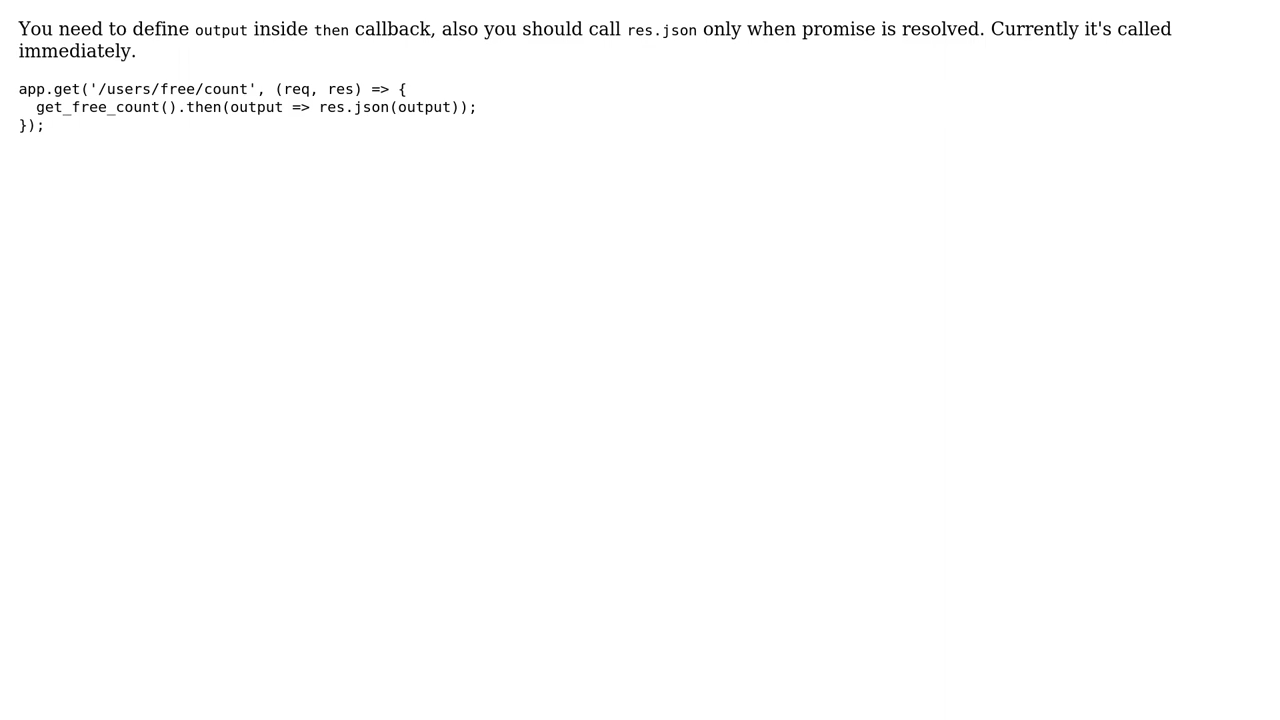 You need to define output inside then callback, also you should call res.json only when promise is resolved. Currently it's called
immediately.
app.get('/users/free/count', (req, res) => {
  get_free_count().then(output => res.json(output));
});